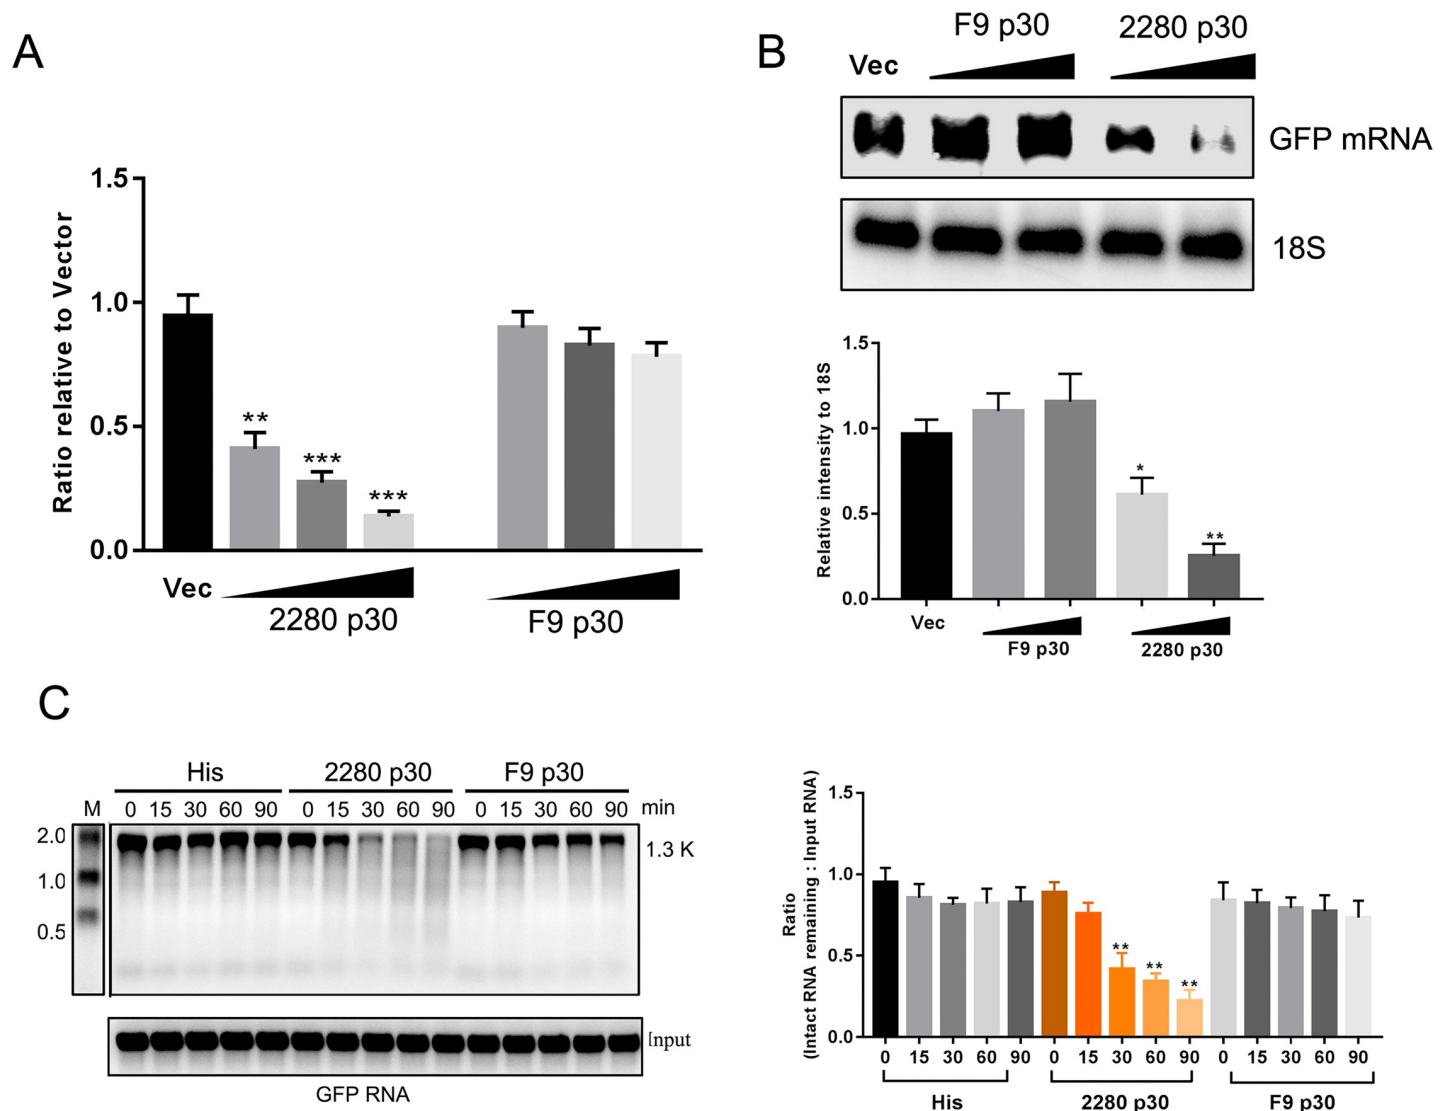 A
1.5
1.0
0.5
0.0
Ratio relative to Vector
**
***
***
Vec
2280 p30
F9 p30
B
F9 p30
2280 p30
Vec
GFP mRNA
18S
1.5
1.0
0.5
0.0
Relative intensity to 18S
*
**
Vec
F9 p30
2280 p30
C
His
2280 p30
F9 p30
M
0 15 30 60 90 0 15 30 60 90 0 15 30 60 90 min
2.0
1.0
0.5
1.3 K
Input
GFP RNA
Ratio
(Intact RNA remaining : Input RNA)
1.5
1.0
0.5
0.0
**
**
**
0 15 30 60 90 0 15 30 60 90 0 15 30 60 90
His
2280 p30
F9 p30